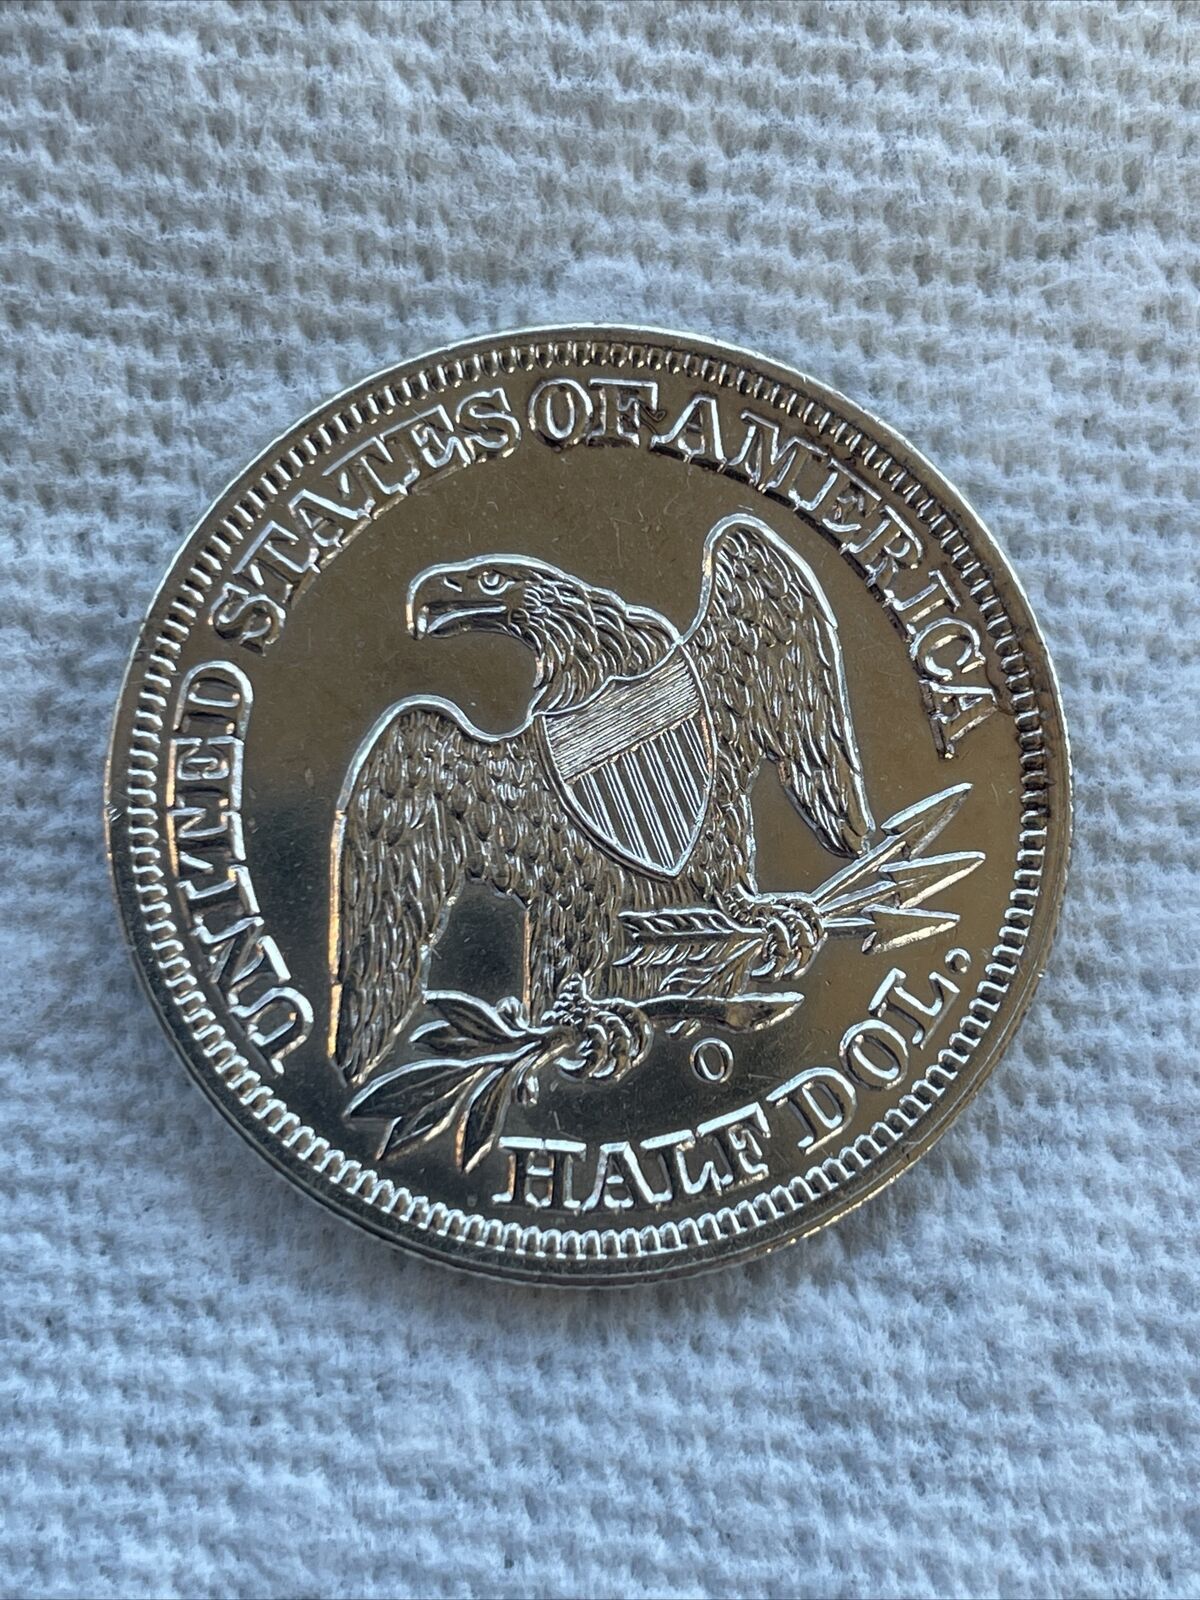 UNITED STATES OF AMERICA
O
HALF DOL.